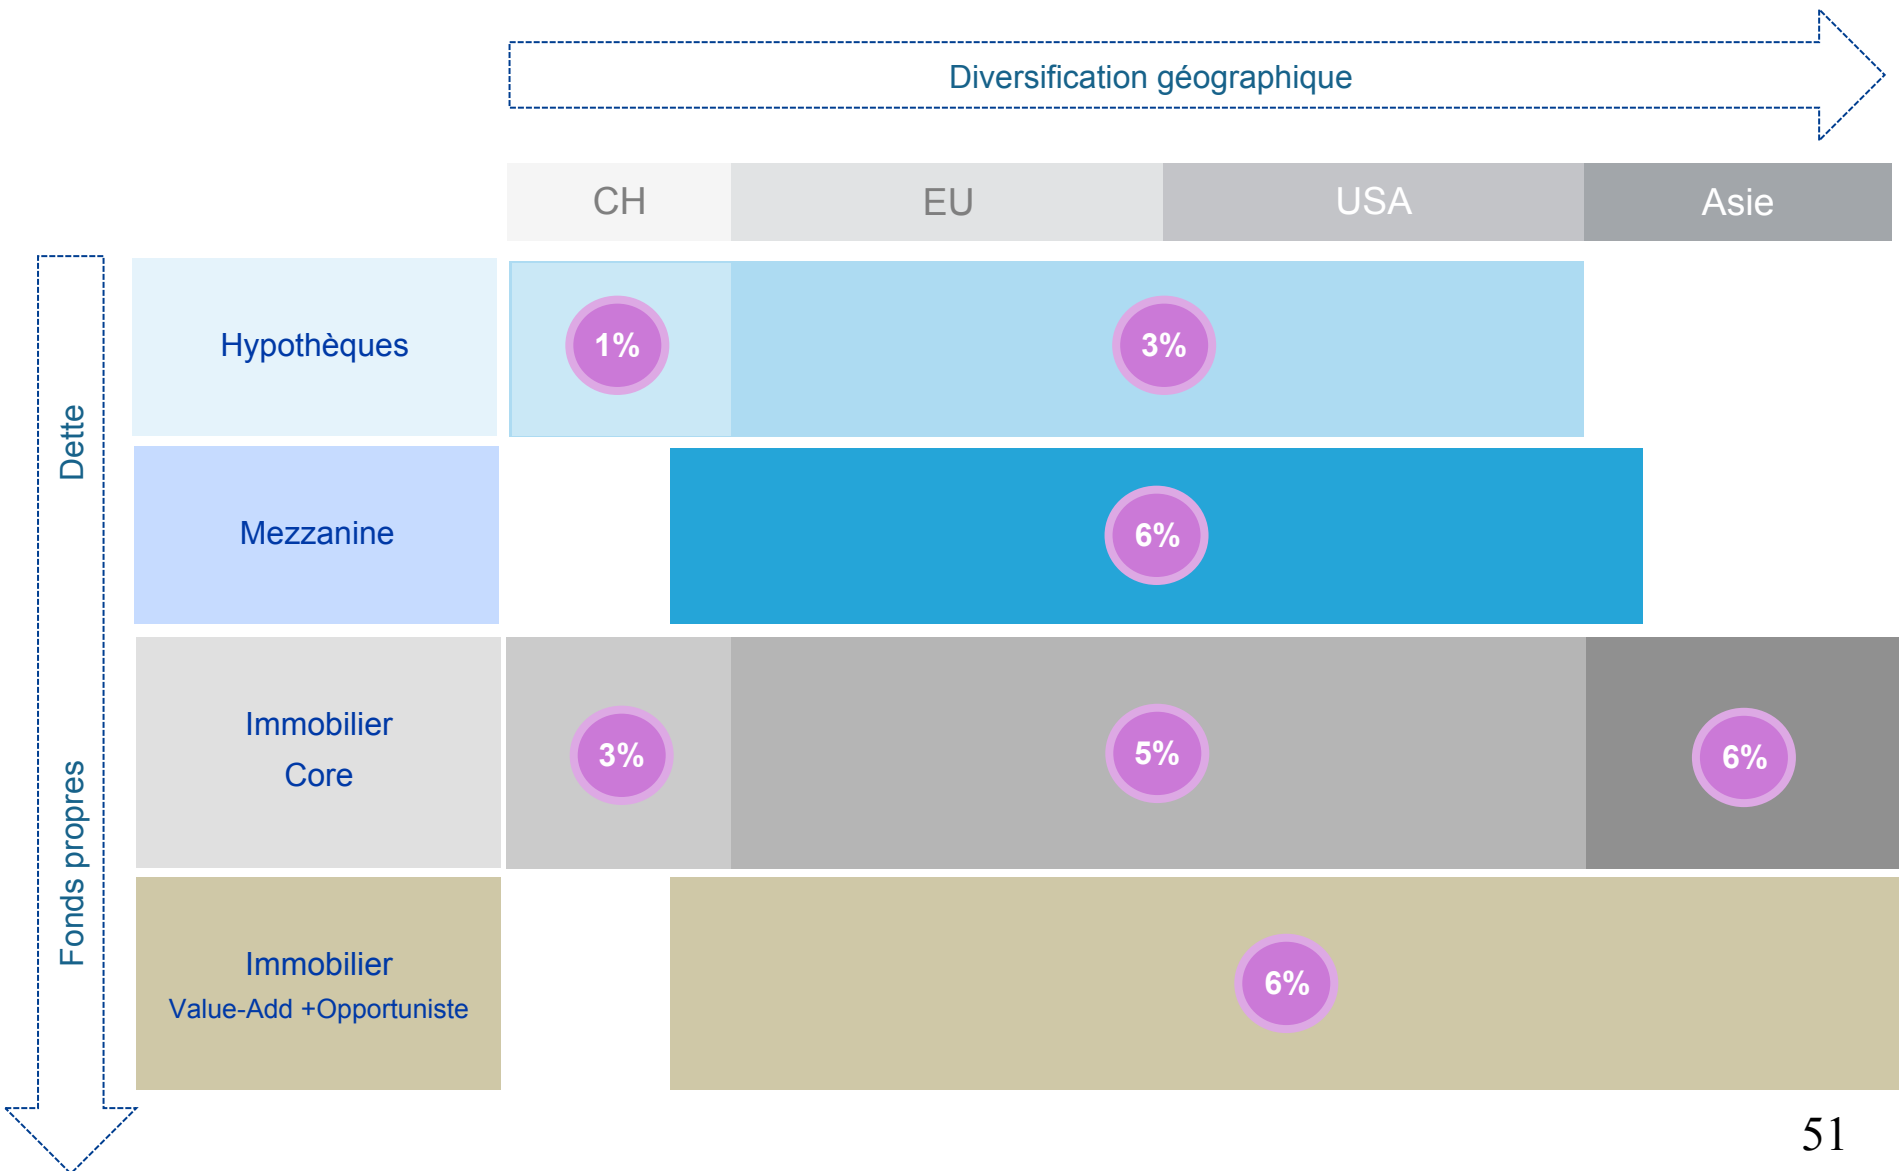 Diversification géographique
CH
EU
USA
Asie
Dette
Fonds propres
Hypothèques
1%
3%
Mezzanine
6%
Immobilier
Core
3%
5%
6%
Immobilier
Value-Add +Opportuniste
6%
51